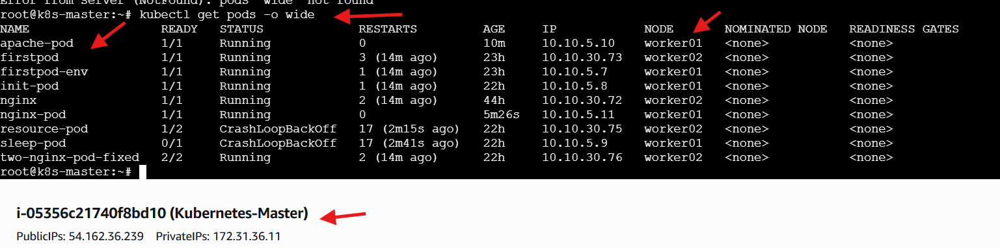 Error from server (NotFound): pods "wide" not found
root@k8s-master:~# kubectl get pods -o wide
NAME READY STATUS RESTARTS AGE IP NODE NOMINATED NODE READINESS GATES
apache-pod 1/1 Running 0 10m 10.10.5.10 worker01 <none> <none>
firstpod 1/1 Running 3 (14m ago) 23h 10.10.30.73 worker02 <none> <none>
firstpod-env 1/1 Running 1 (14m ago) 23h 10.10.5.7 worker01 <none> <none>
init-pod 1/1 Running 1 (14m ago) 22h 10.10.5.8 worker01 <none> <none>
nginx 1/1 Running 2 (14m ago) 44h 10.10.30.72 worker02 <none> <none>
nginx-pod 1/1 Running 0 5m26s 10.10.5.11 worker01 <none> <none>
resource-pod 1/2 CrashLoopBackOff 17 (2m15s ago) 22h 10.10.30.75 worker02 <none> <none>
sleep-pod 0/1 CrashLoopBackOff 17 (2m41s ago) 22h 10.10.5.9 worker01 <none> <none>
two-nginx-pod-fixed 2/2 Running 2 (14m ago) 22h 10.10.30.76 worker02 <none> <none>
root@k8s-master:~#
i-05356c21740f8bd10 (Kubernetes-Master)
PublicIPs: 54.162.36.239 PrivateIPs: 172.31.36.11